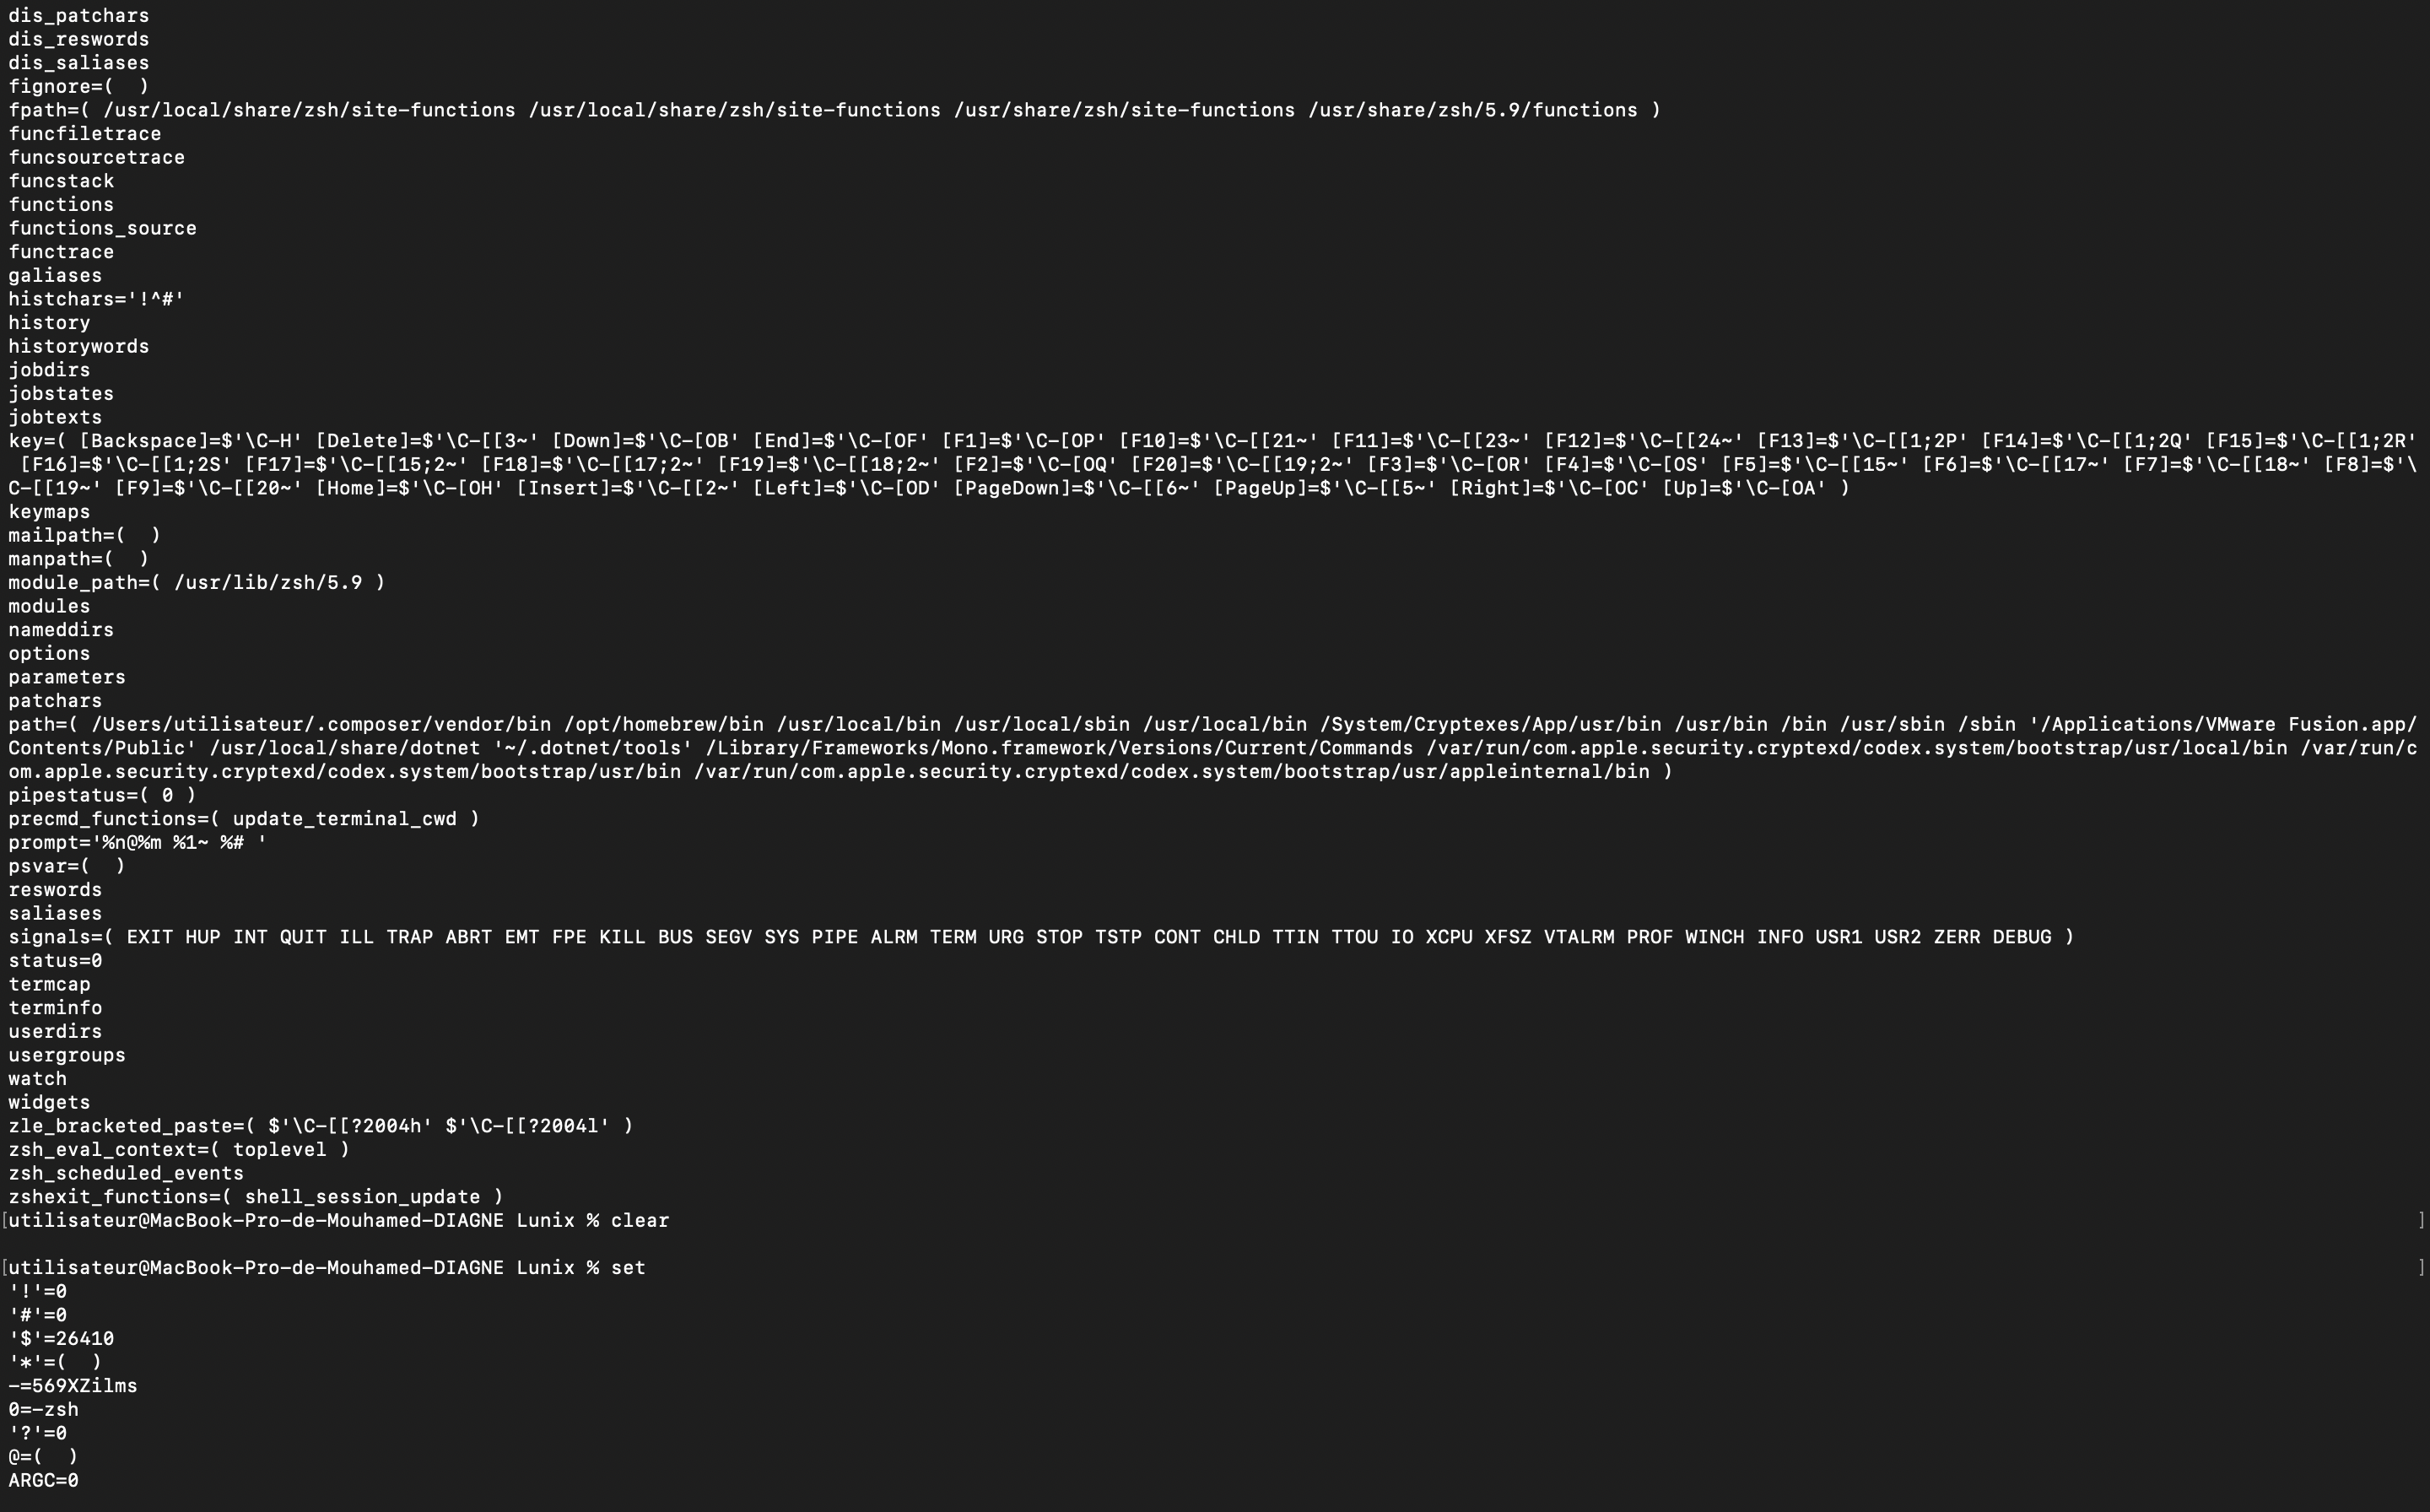 dis_patchars
dis_reswords
dis_saliases
fignore=(  )
fpath=( /usr/local/share/zsh/site-functions /usr/local/share/zsh/site-functions /usr/share/zsh/site-functions /usr/share/zsh/5.9/functions )
funcfiletrace
funcsourcetrace
funcstack
functions
functions_source
functrace
galiases
histchars='!^#'
history
historywords
jobdirs
jobstates
jobtexts
key=( [Backspace]=$'\C-H' [Delete]=$'\C-[[3~' [Down]=$'\C-[OB' [End]=$'\C-[OF' [F1]=$'\C-[OP' [F10]=$'\C-[[21~' [F11]=$'\C-[[23~' [F12]=$'\C-[[24~' [F13]=$'\C-[[1;2P' [F14]=$'\C-[[1;2Q' [F15]=$'\C-[[1;2R'
 [F16]=$'\C-[[1;2S' [F17]=$'\C-[[15;2~' [F18]=$'\C-[[17;2~' [F19]=$'\C-[[18;2~' [F2]=$'\C-[OQ' [F20]=$'\C-[[19;2~' [F3]=$'\C-[OR' [F4]=$'\C-[OS' [F5]=$'\C-[[15~' [F6]=$'\C-[[17~' [F7]=$'\C-[[18~' [F8]=$'\
C-[[19~' [F9]=$'\C-[[20~' [Home]=$'\C-[OH' [Insert]=$'\C-[[2~' [Left]=$'\C-[OD' [PageDown]=$'\C-[[6~' [PageUp]=$'\C-[[5~' [Right]=$'\C-[OC' [Up]=$'\C-[OA' )
keymaps
mailpath=(  )
manpath=(  )
module_path=( /usr/lib/zsh/5.9 )
modules
nameddirs
options
parameters
patchars
path=( /Users/utilisateur/.composer/vendor/bin /opt/homebrew/bin /usr/local/bin /usr/local/sbin /usr/local/bin /System/Cryptexes/App/usr/bin /usr/bin /bin /usr/sbin /sbin '/Applications/VMware Fusion.app/
Contents/Public' /usr/local/share/dotnet '~/.dotnet/tools' /Library/Frameworks/Mono.framework/Versions/Current/Commands /var/run/com.apple.security.cryptexd/codex.system/bootstrap/usr/local/bin /var/run/c
om.apple.security.cryptexd/codex.system/bootstrap/usr/bin /var/run/com.apple.security.cryptexd/codex.system/bootstrap/usr/appleinternal/bin )
pipestatus=( 0 )
precmd_functions=( update_terminal_cwd )
prompt='%n@%m %1~ %# '
psvar=(  )
reswords
saliases
signals=( EXIT HUP INT QUIT ILL TRAP ABRT EMT FPE KILL BUS SEGV SYS PIPE ALRM TERM URG STOP TSTP CONT CHLD TTIN TTOU IO XCPU XFSZ VTALRM PROF WINCH INFO USR1 USR2 ZERR DEBUG )
status=0
termcap
terminfo
userdirs
usergroups
watch
widgets
zle_bracketed_paste=( $'\C-[[?2004h' $'\C-[[?2004l' )
zsh_eval_context=( toplevel )
zsh_scheduled_events
zshexit_functions=( shell_session_update )
[utilisateur@MacBook-Pro-de-Mouhamed-DIAGNE Lunix % clear ]
[utilisateur@MacBook-Pro-de-Mouhamed-DIAGNE Lunix % set ]
'!'=0
'#'=0
'$'=26410
'*'=(  )
-=569XZilms
0=-zsh
'?'=0
@=(  )
ARGC=0